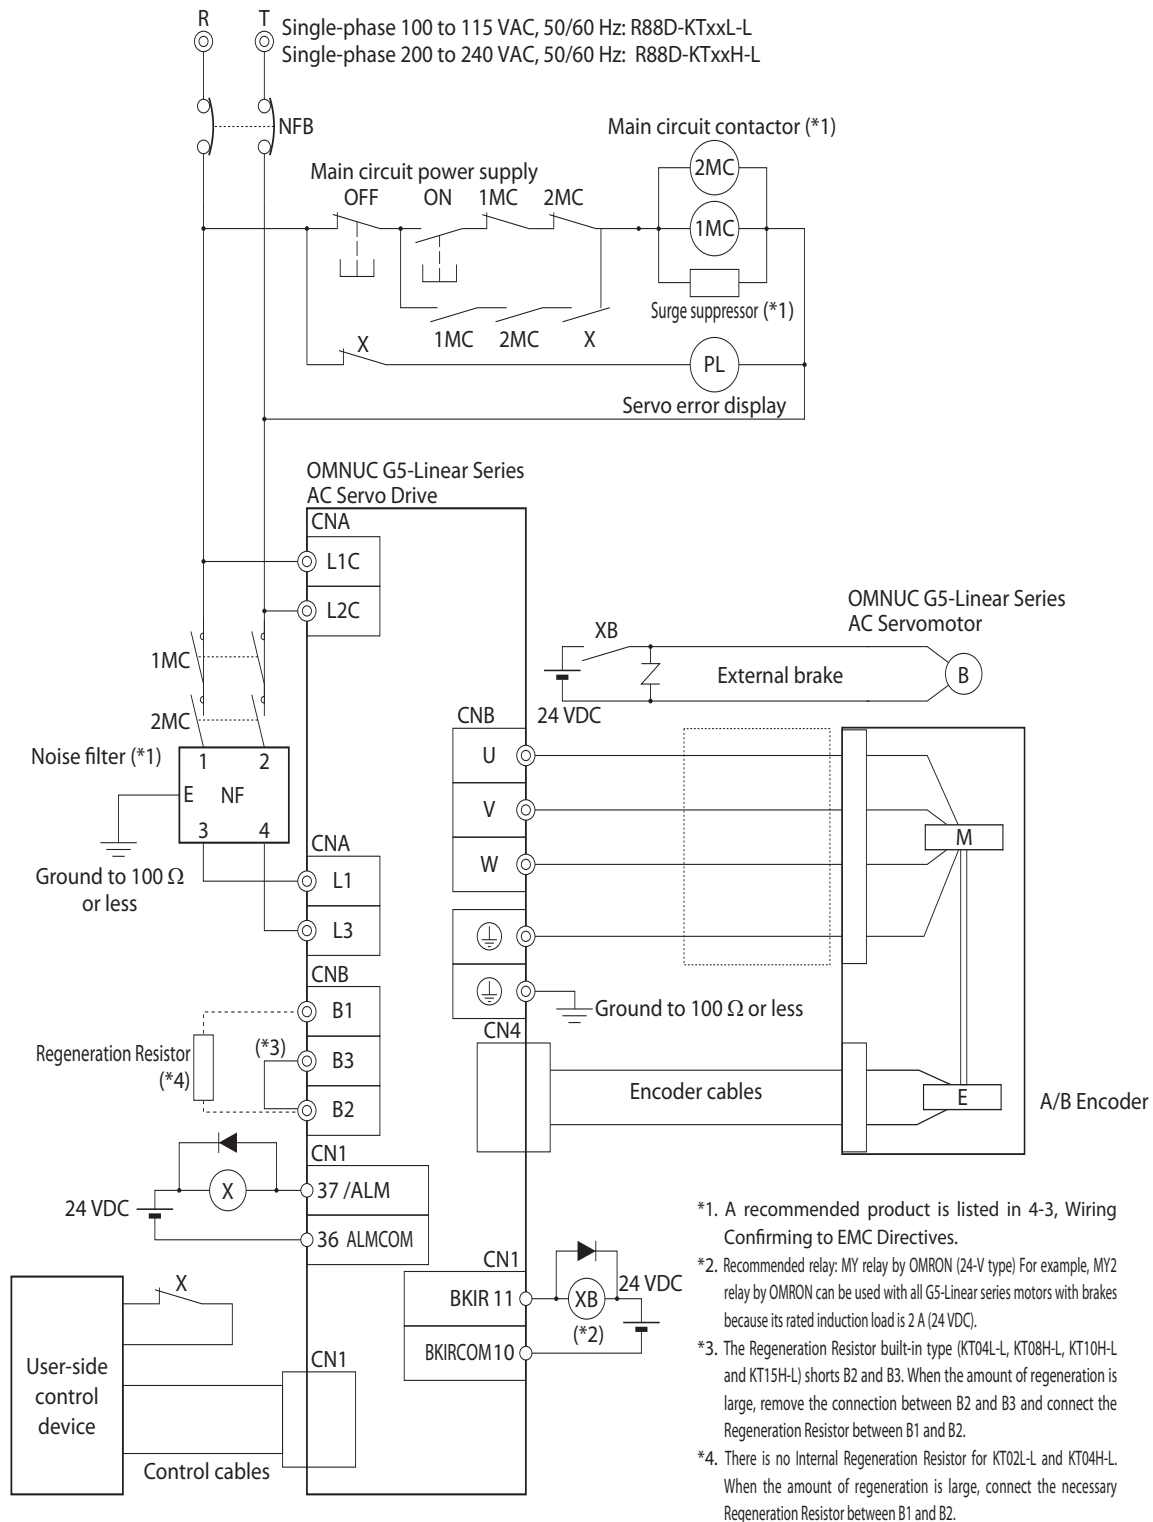 R T
Single-phase 100 to 115 VAC, 50/60 Hz: R88D-KTxxL-L
Single-phase 200 to 240 VAC, 50/60 Hz: R88D-KTxxH-L
NFB
Main circuit contactor (*1)
2MC
Main circuit power supply
OFF ON 1MC 2MC
1MC
Surge suppressor (*1)
1MC 2MC X
X
PL
Servo error display
OMNUC G5-Linear Series
AC Servo Drive
CNA
L1C
L2C
OMNUC G5-Linear Series
AC Servomotor
XB
1MC
External brake
B
24 VDC
2MC
CNB
Noise filter (*1)
1 2
E NF
3 4
U
V
W
M
Ground to 100 Ω
or less
CNA
L1
L3
CNB
B1
Ground to 100 Ω or less
CN4
Regeneration Resistor
(*4)
(*3)
B3
B2
Encoder cables
E
A/B Encoder
CN1
X
37 /ALM
24 VDC
36 ALMCOM
CN1
24 VDC
BKIR 11
XB
(*2)
BKIRCOM 10
X
User-side
control
device
CN1
Control cables
*1. A recommended product is listed in 4-3, Wiring
Confirming to EMC Directives.
*2. Recommended relay: MY relay by OMRON (24-V type) For example, MY2
relay by OMRON can be used with all G5-Linear series motors with brakes
because its rated induction load is 2 A (24 VDC).
*3. The Regeneration Resistor built-in type (KT04L-L, KT08H-L, KT10H-L
and KT15H-L) shorts B2 and B3. When the amount of regeneration is
large, remove the connection between B2 and B3 and connect the
Regeneration Resistor between B1 and B2.
*4. There is no Internal Regeneration Resistor for KT02L-L and KT04H-L.
When the amount of regeneration is large, connect the necessary
Regeneration Resistor between B1 and B2.